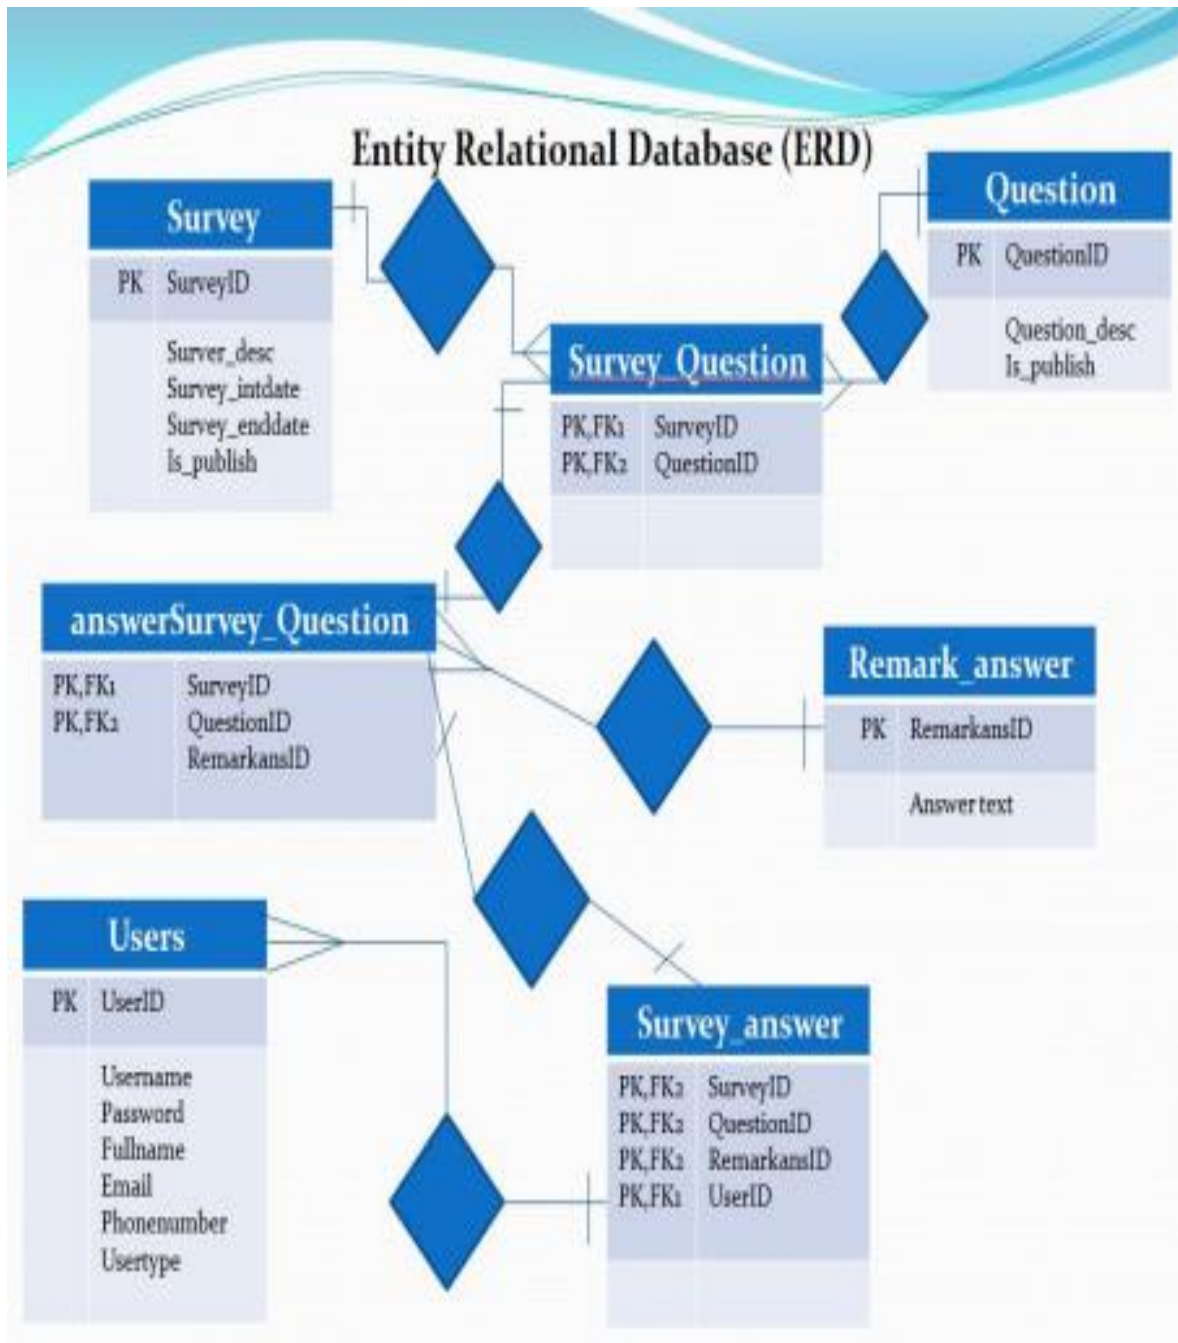 Entity Relational Database (ERD)
Survey
PK SurveyID
Surver_desc
Survey_intdate
Survey_enddate
Is_publish
Question
PK QuestionID
Question_desc
Is_publish
Survey_Question
PK,FK1 SurveyID
PK,FK2 QuestionID
answerSurvey_Question
PK,FK1 SurveyID
PK,FK2 QuestionID
RemarkansID
Remark_answer
PK RemarkansID
Answer text
Users
PK UserID
Username
Password
Fullname
Email
Phonenumber
Usertype
Survey_answer
PK,FK2 SurveyID
PK,FK2 QuestionID
PK,FK2 RemarkansID
PK,FK1 UserID